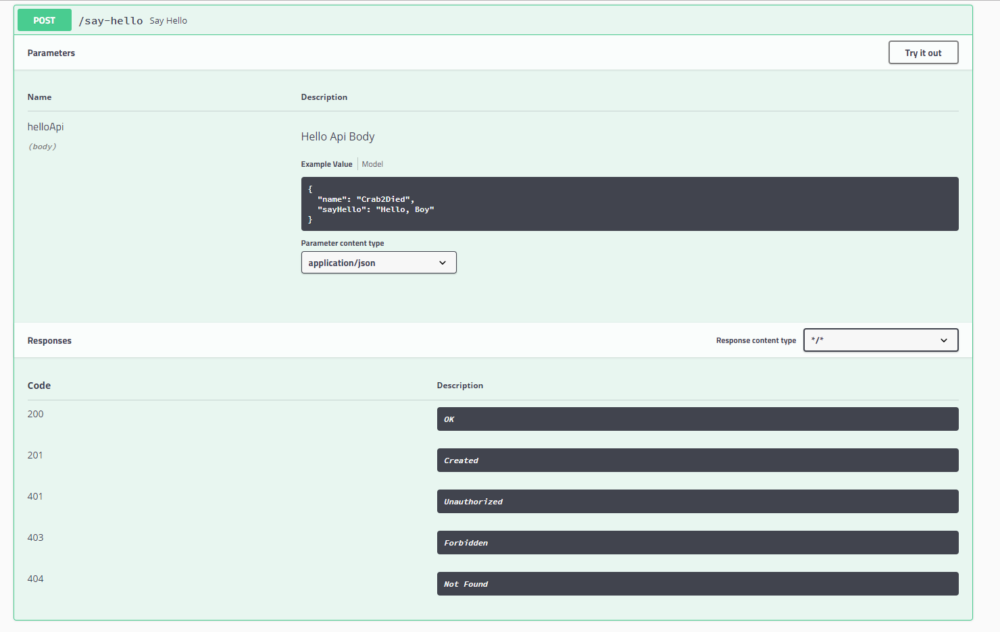 POST /say-hello Say Hello
Parameters Try it out
Name Description
helloApi
(body)
Hello Api Body
Example Value Model
{
"name": "Crab2Died",
"sayHello": "Hello, Boy"
}
Parameter content type
application/json
Responses Response content type */*
Code Description
200 OK
201 Created
401 Unauthorized
403 Forbidden
404 Not Found